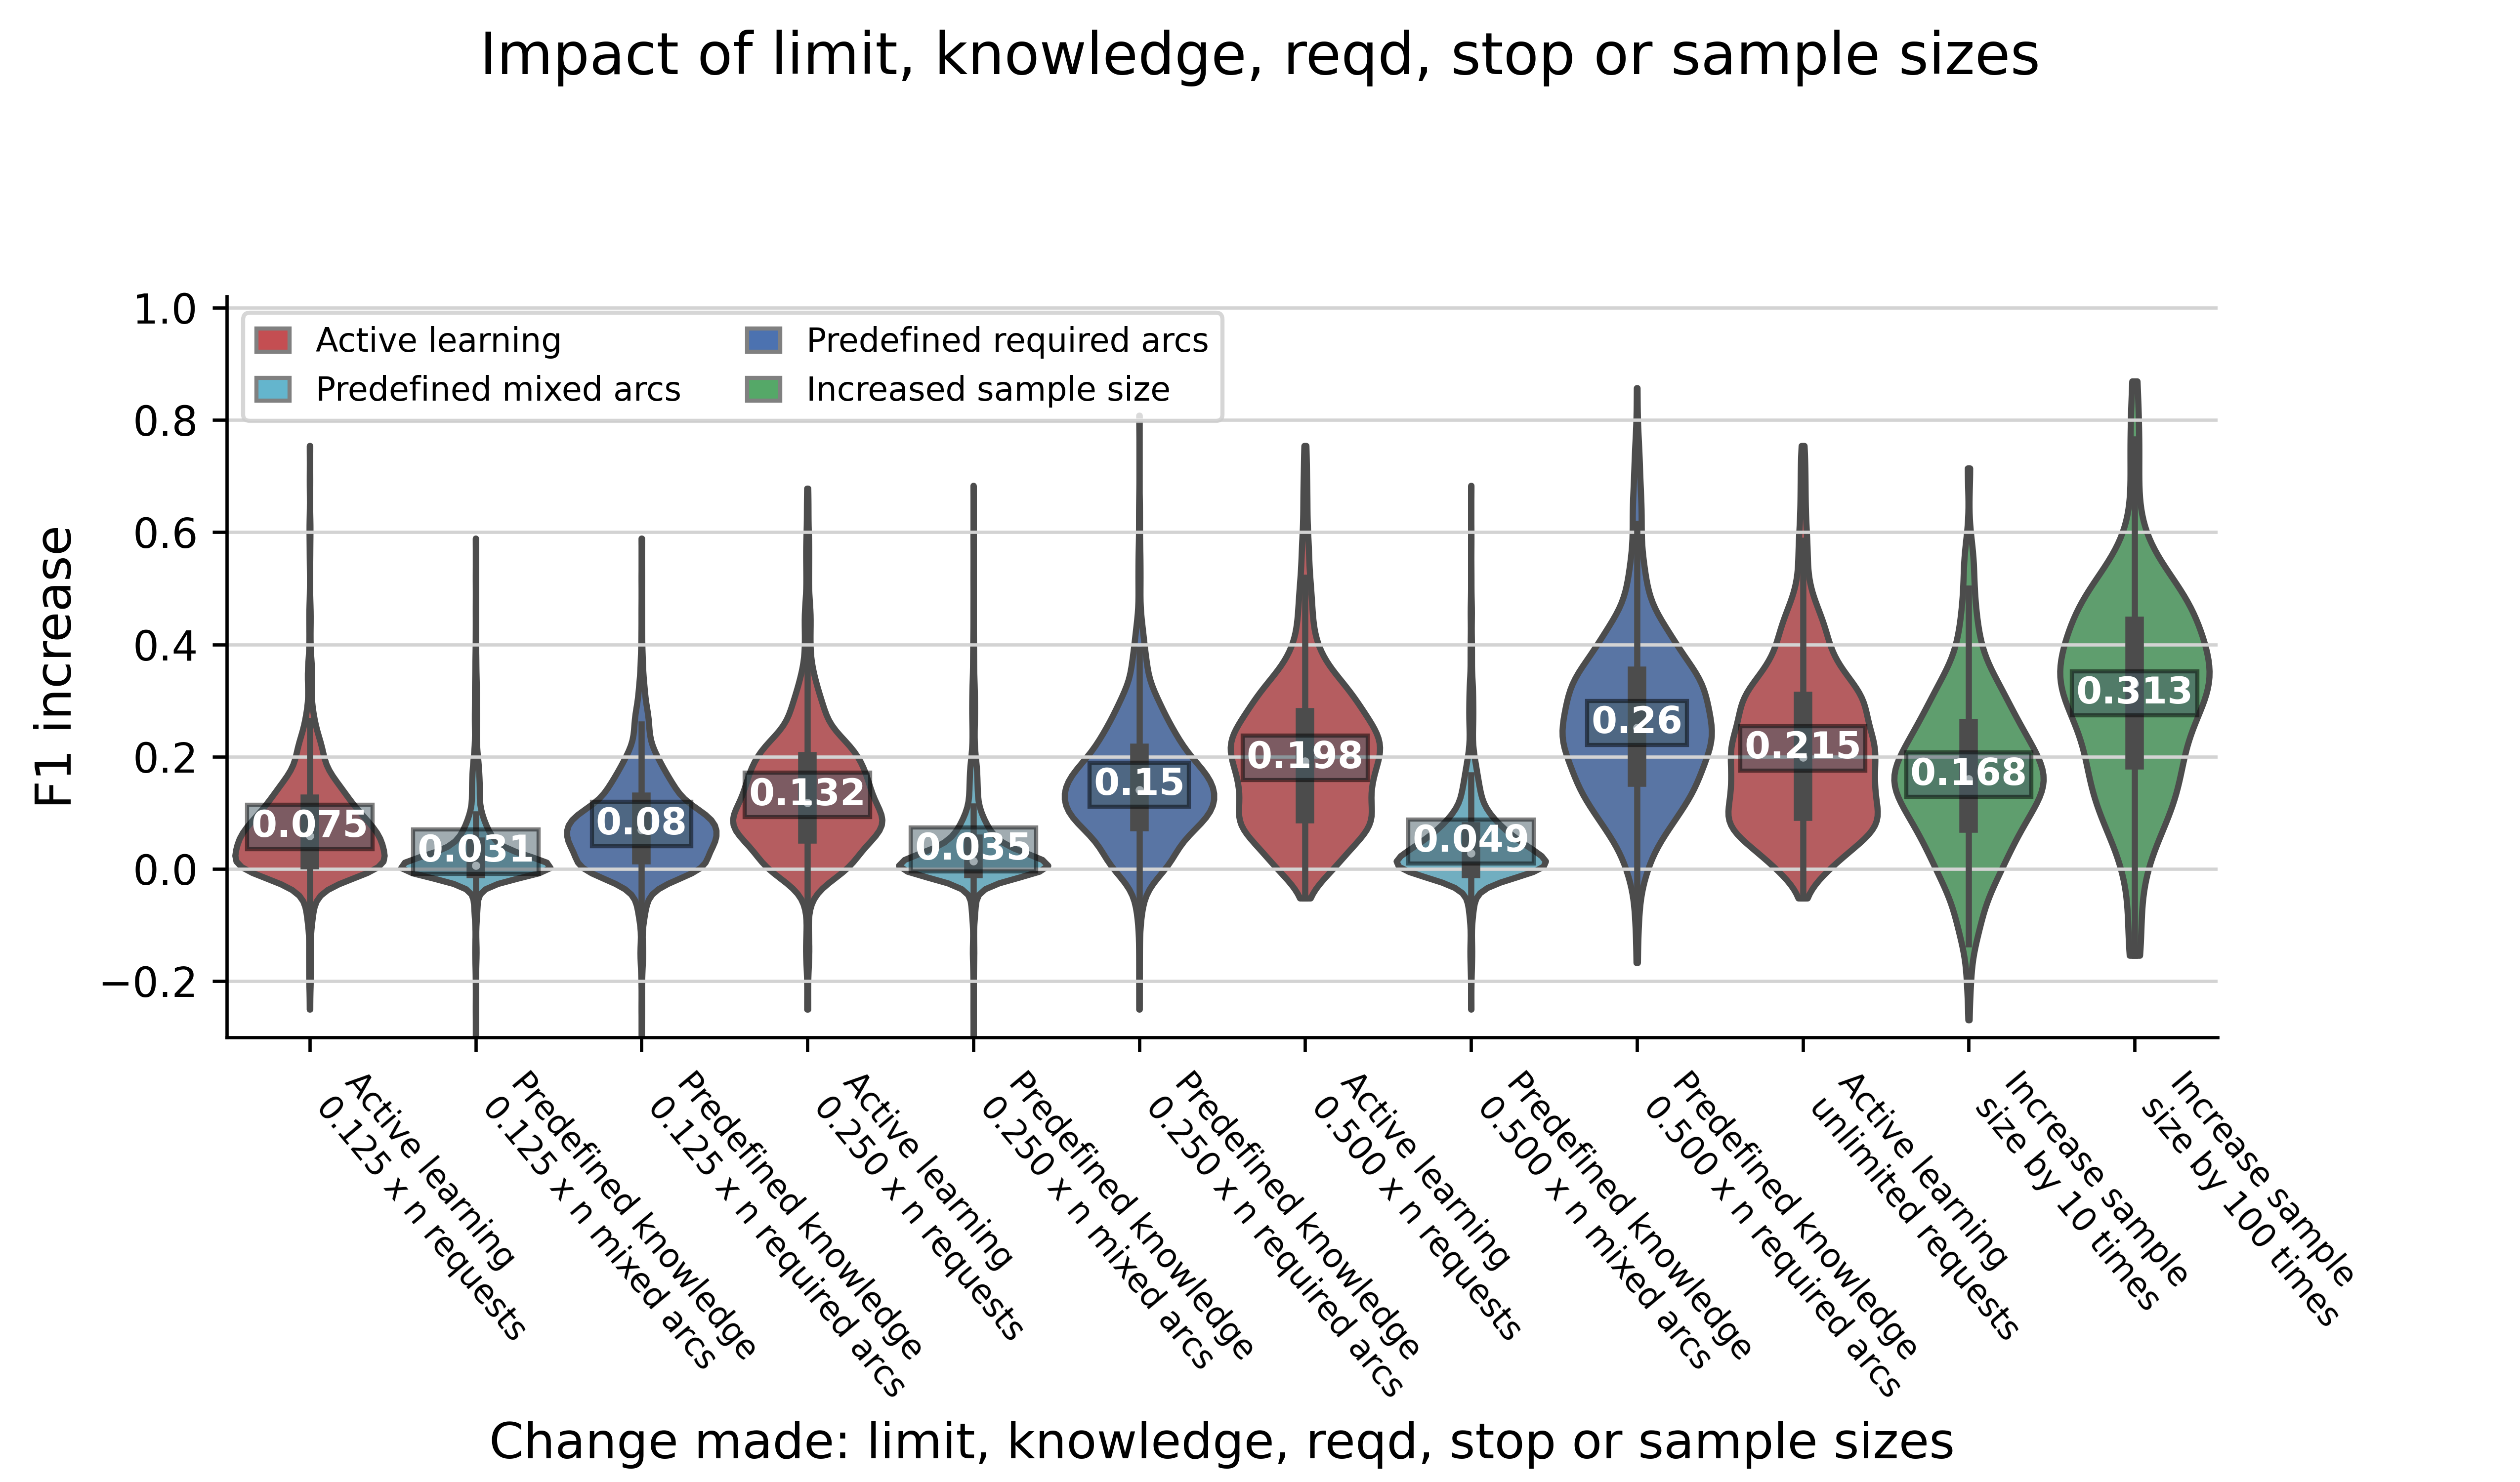 Impact of limit, knowledge, reqd, stop or sample sizes
F1 increase
1.0
0.8
0.6
0.4
0.2
0.0
−0.2
Active learning
Predefined mixed arcs
Predefined required arcs
Increased sample size
0.075
0.031
0.08
0.132
0.035
0.15
0.198
0.049
0.26
0.215
0.168
0.313
Active learning
0.125 x n requests
Predefined knowledge
0.125 x n mixed arcs
Predefined knowledge
0.125 x n required arcs
Active learning
0.250 x n requests
Predefined knowledge
0.250 x n mixed arcs
Predefined knowledge
0.250 x n required arcs
Active learning
0.500 x n requests
Predefined knowledge
0.500 x n mixed arcs
Predefined knowledge
0.500 x n required arcs
Active learning
unlimited requests
Increase sample
size by 10 times
Increase sample
size by 100 times
Change made: limit, knowledge, reqd, stop or sample sizes